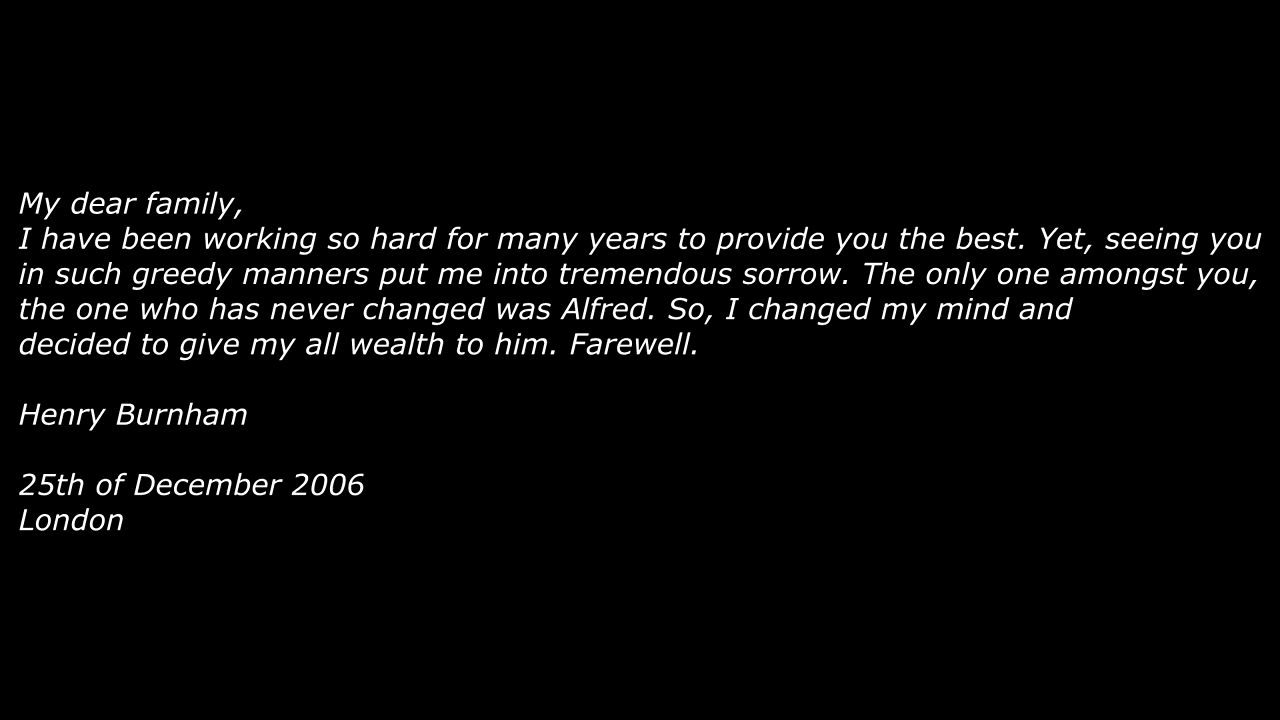 My dear family,
I have been working so hard for many years to provide you the best. Yet, seeing you
in such greedy manners put me into tremendous sorrow. The only one amongst you,
the one who has never changed was Alfred. So, I changed my mind and
decided to give my all wealth to him. Farewell.
Henry Burnham
25th of December 2006
London